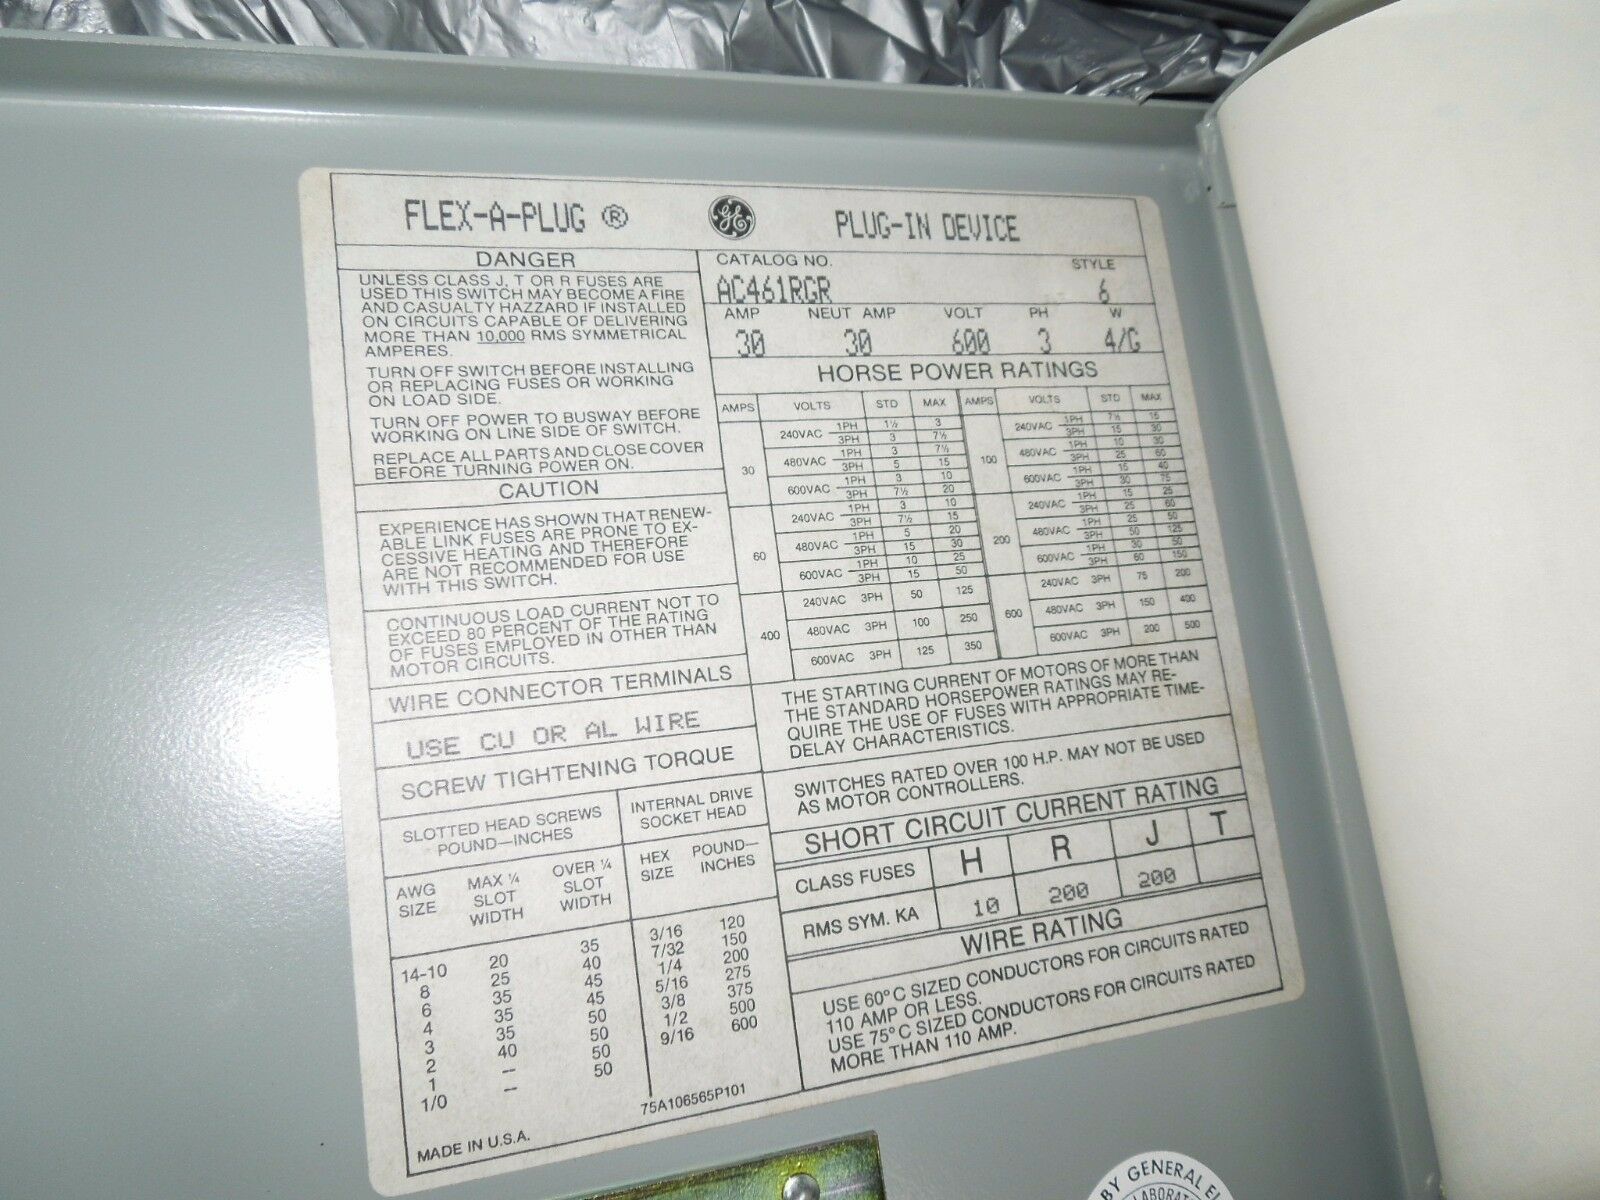 FLEX-A-PLUG ® GE PLUG-IN DEVICE
DANGER
UNLESS CLASS J, T OR R FUSES ARE
USED THIS SWITCH MAY BECOME A FIRE
AND CASUALTY HAZZARD IF INSTALLED
ON CIRCUITS CAPABLE OF DELIVERING
MORE THAN 10,000 RMS SYMMETRICAL
AMPERES.
TURN OFF SWITCH BEFORE INSTALLING
OR REPLACING FUSES OR WORKING
ON LOAD SIDE.
TURN OFF POWER TO BUSWAY BEFORE
WORKING ON LINE SIDE OF SWITCH.
REPLACE ALL PARTS AND CLOSE COVER
BEFORE TURNING POWER ON.
CAUTION
EXPERIENCE HAS SHOWN THAT RENEW-
ABLE LINK FUSES ARE PRONE TO EX-
CESSIVE HEATING AND THEREFORE
ARE NOT RECOMMENDED FOR USE
WITH THIS SWITCH.
CONTINUOUS LOAD CURRENT NOT TO
EXCEED 80 PERCENT OF THE RATING
OF FUSES EMPLOYED IN OTHER THAN
MOTOR CIRCUITS.
WIRE CONNECTOR TERMINALS
USE CU OR AL WIRE
SCREW TIGHTENING TORQUE
SLOTTED HEAD SCREWS
POUND-INCHES
INTERNAL DRIVE
SOCKET HEAD
AWG
SIZE
MAX ¼
SLOT
WIDTH
OVER ¼
SLOT
WIDTH
HEX
SIZE
POUND-
INCHES
14-10 20 35
8 25 40
6 35 45
4 35 45
3 35 50
2 40 50
1 -- 50
1/0 -- 50
3/16 120
7/32 150
1/4 200
5/16 275
3/8 375
1/2 500
9/16 600
75A106565P101
MADE IN U.S.A.
CATALOG NO. STYLE
AC461RGR 6
AMP NEUT AMP VOLT PH W
30 30 600 3 4/G
HORSE POWER RATINGS
AMPS VOLTS STD MAX
30
240VAC 1PH 1½ 3
3PH 3 7½
480VAC 1PH 3 7½
3PH 5 15
600VAC 1PH 3 10
3PH 7½ 20
60
240VAC 1PH 3 10
3PH 7½ 15
480VAC 1PH 5 20
3PH 15 30
600VAC 1PH 10 25
3PH 15 50
400
240VAC 3PH 50 125
480VAC 3PH 100 250
600VAC 3PH 125 350
AMPS VOLTS STD MAX
100
240VAC 1PH 7½ 15
3PH 15 30
480VAC 1PH 10 30
3PH 25 60
600VAC 1PH 15 40
3PH 30 75
200
240VAC 1PH 15 25
3PH 25 60
480VAC 1PH 25 50
3PH 50 125
600VAC 1PH 30 50
3PH 60 150
600
240VAC 3PH 75 200
480VAC 3PH 150 400
600VAC 3PH 200 500
THE STARTING CURRENT OF MOTORS OF MORE THAN
THE STANDARD HORSEPOWER RATINGS MAY RE-
QUIRE THE USE OF FUSES WITH APPROPRIATE TIME-
DELAY CHARACTERISTICS.
SWITCHES RATED OVER 100 H.P. MAY NOT BE USED
AS MOTOR CONTROLLERS.
SHORT CIRCUIT CURRENT RATING
CLASS FUSES H R J T
RMS SYM. KA 10 200 200
WIRE RATING
USE 60°C SIZED CONDUCTORS FOR CIRCUITS RATED
110 AMP OR LESS.
USE 75°C SIZED CONDUCTORS FOR CIRCUITS RATED
MORE THAN 110 AMP.
BY GENERAL